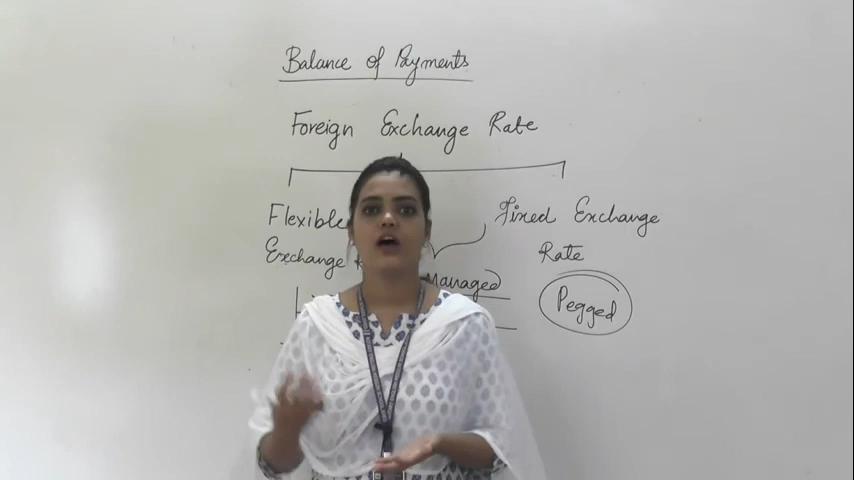 Balance of Payments
Foreign Exchange Rate
Flexible
Exchange
Fixed Exchange
Rate
Managed
Pegged